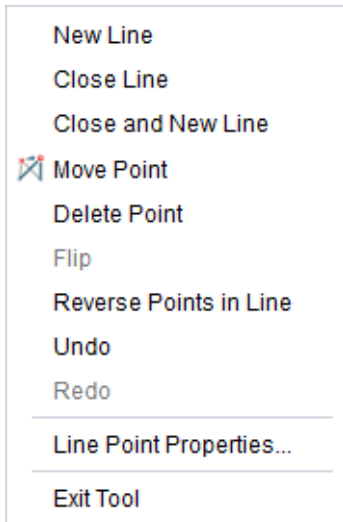 New Line
Close Line
Close and New Line
Move Point
Delete Point
Flip
Reverse Points in Line
Undo
Redo
Line Point Properties...
Exit Tool